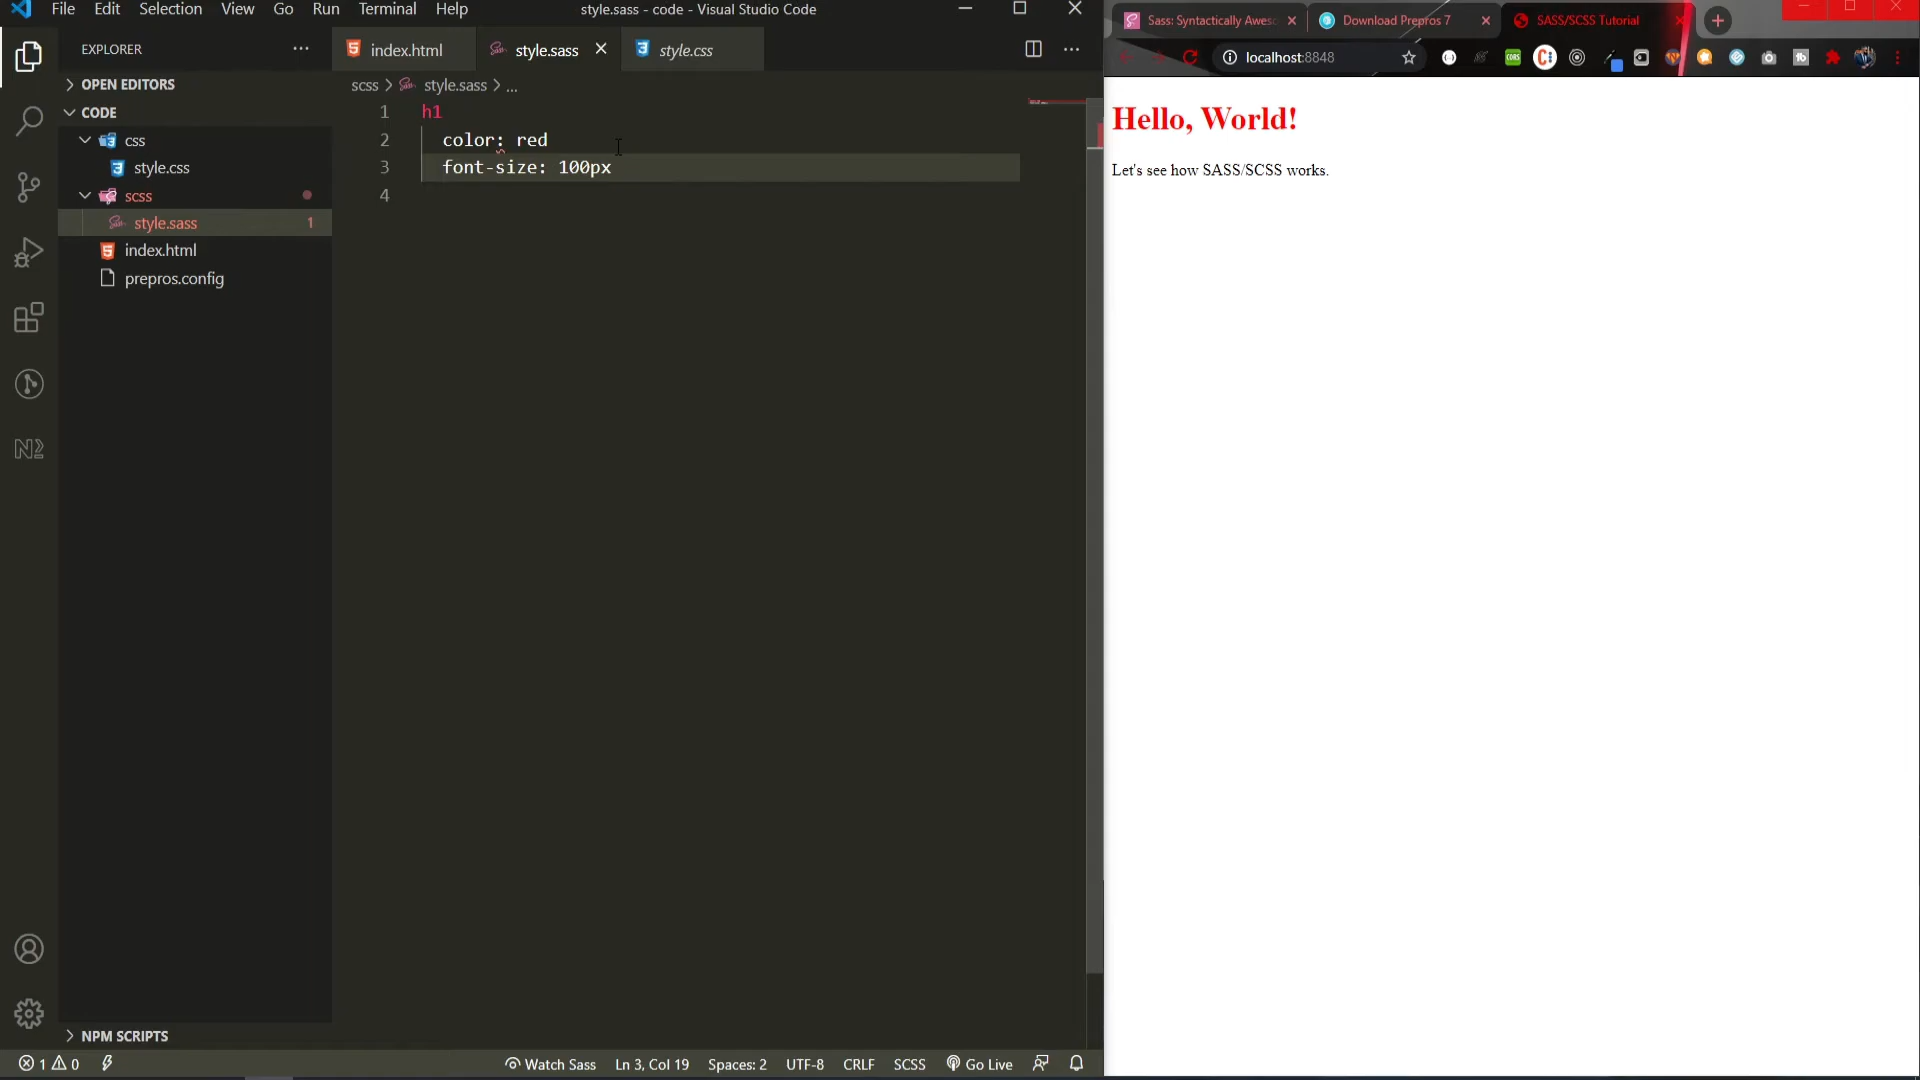 File Edit Selection View Go Run Terminal Help
style.sass - code - Visual Studio Code
EXPLORER
OPEN EDITORS
CODE
css
style.css
scss
style.sass 1
index.html
prepros.config
NPM SCRIPTS
index.html style.sass style.css
scss > style.sass > ...
1 h1
2 color: red
3 font-size: 100px
4
1 0 Watch Sass Ln 3, Col 19 Spaces: 2 UTF-8 CRLF SCSS Go Live
Sass: Syntactically Awes Download Prepros 7 SASS/SCSS Tutorial
localhost:8848
CORS
Hello, World!
Let's see how SASS/SCSS works.